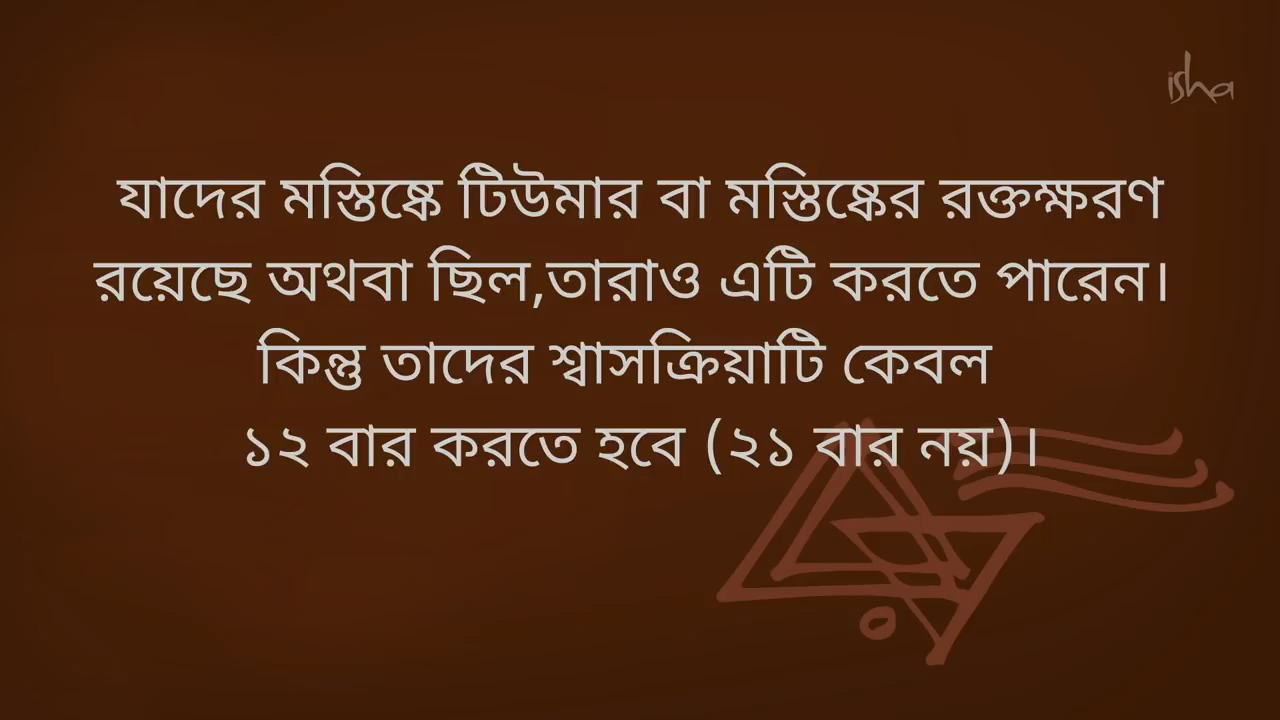 isha
যাদের মস্তিষ্কে টিউমার বা মস্তিষ্কের রক্তক্ষরণ
রয়েছে অথবা ছিল,তারাও এটি করতে পারেন।
কিন্তু তাদের শ্বাসক্রিয়াটি কেবল
১২ বার করতে হবে (২১ বার নয়)।